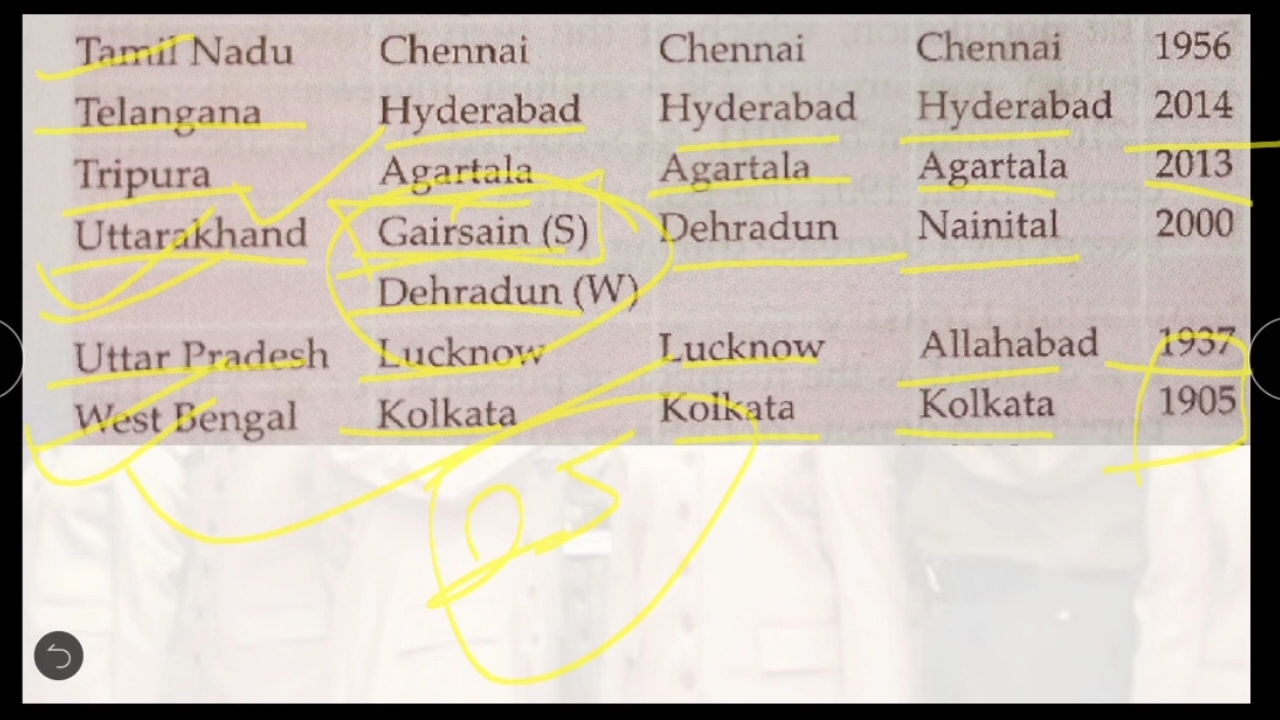 Tamil Nadu Chennai Chennai Chennai 1956
Telangana Hyderabad Hyderabad Hyderabad 2014
Tripura Agartala Agartala Agartala 2013
Uttarakhand Gairsain (S) Dehradun Nainital 2000
Dehradun (W)
Uttar Pradesh Lucknow Lucknow Allahabad 1937
West Bengal Kolkata Kolkata Kolkata 1905